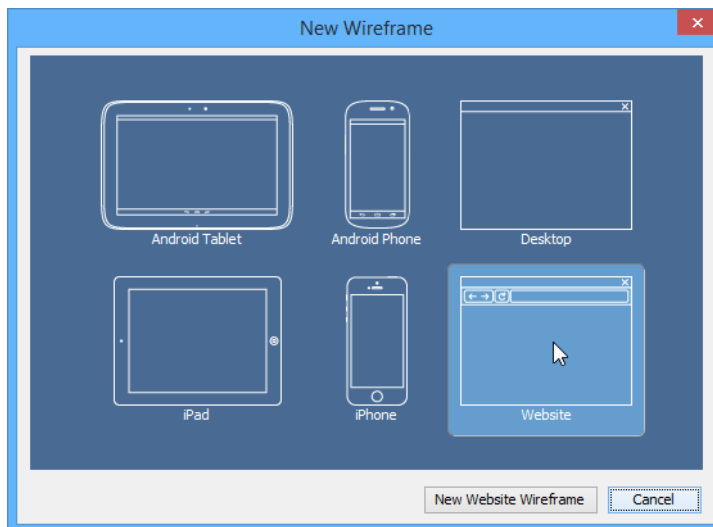 New Wireframe
Android Tablet
Android Phone
Desktop
iPad
iPhone
Website
New Website Wireframe
Cancel